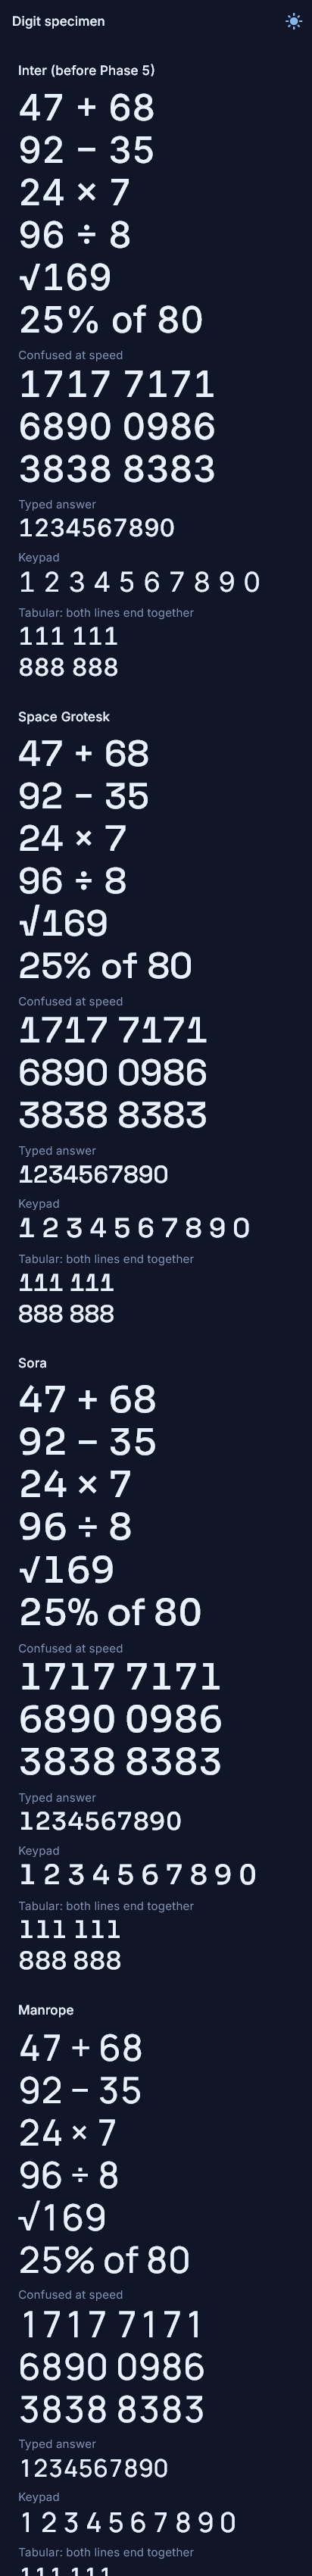 Digit specimen
Inter (before Phase 5)
47 + 68
92 − 35
24 × 7
96 ÷ 8
√169
25% of 80
Confused at speed
1717 7171
6890 0986
3838 8383
Typed answer
1234567890
Keypad
1 2 3 4 5 6 7 8 9 0
Tabular: both lines end together
111 111
888 888
Space Grotesk
47 + 68
92 − 35
24 × 7
96 ÷ 8
√169
25% of 80
Confused at speed
1717 7171
6890 0986
3838 8383
Typed answer
1234567890
Keypad
1 2 3 4 5 6 7 8 9 0
Tabular: both lines end together
111 111
888 888
Sora
47 + 68
92 − 35
24 × 7
96 ÷ 8
√169
25% of 80
Confused at speed
1717 7171
6890 0986
3838 8383
Typed answer
1234567890
Keypad
1 2 3 4 5 6 7 8 9 0
Tabular: both lines end together
111 111
888 888
Manrope
47 + 68
92 − 35
24 × 7
96 ÷ 8
√169
25% of 80
Confused at speed
1717 7171
6890 0986
3838 8383
Typed answer
1234567890
Keypad
1 2 3 4 5 6 7 8 9 0
Tabular: both lines end together